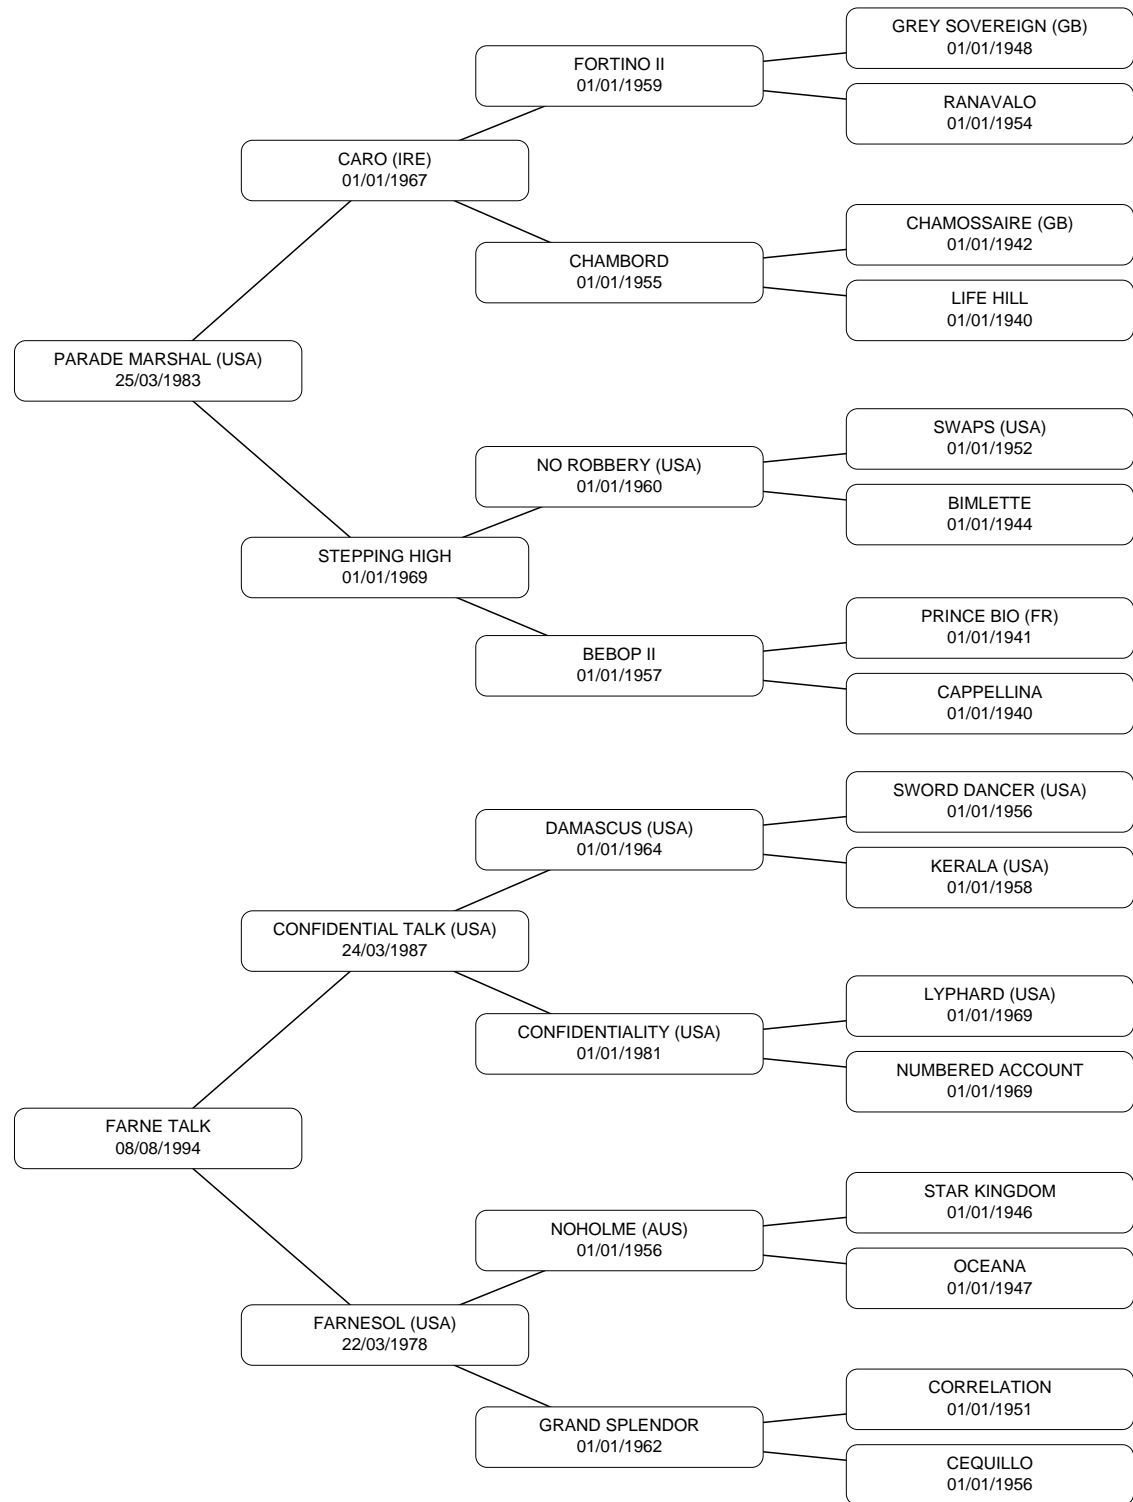 GREY SOVEREIGN (GB)
01/01/1948
FORTINO II
01/01/1959
RANAVALO
01/01/1954
CARO (IRE)
01/01/1967
CHAMOSSAIRE (GB)
01/01/1942
CHAMBORD
01/01/1955
LIFE HILL
01/01/1940
PARADE MARSHAL (USA)
25/03/1983
SWAPS (USA)
01/01/1952
NO ROBBERY (USA)
01/01/1960
BIMLETTE
01/01/1944
STEPPING HIGH
01/01/1969
PRINCE BIO (FR)
01/01/1941
BEBOP II
01/01/1957
CAPPELLINA
01/01/1940
SWORD DANCER (USA)
01/01/1956
DAMASCUS (USA)
01/01/1964
KERALA (USA)
01/01/1958
CONFIDENTIAL TALK (USA)
24/03/1987
LYPHARD (USA)
01/01/1969
CONFIDENTIALITY (USA)
01/01/1981
NUMBERED ACCOUNT
01/01/1969
FARNE TALK
08/08/1994
STAR KINGDOM
01/01/1946
NOHOLME (AUS)
01/01/1956
OCEANA
01/01/1947
FARNESOL (USA)
22/03/1978
CORRELATION
01/01/1951
GRAND SPLENDOR
01/01/1962
CEQUILLO
01/01/1956